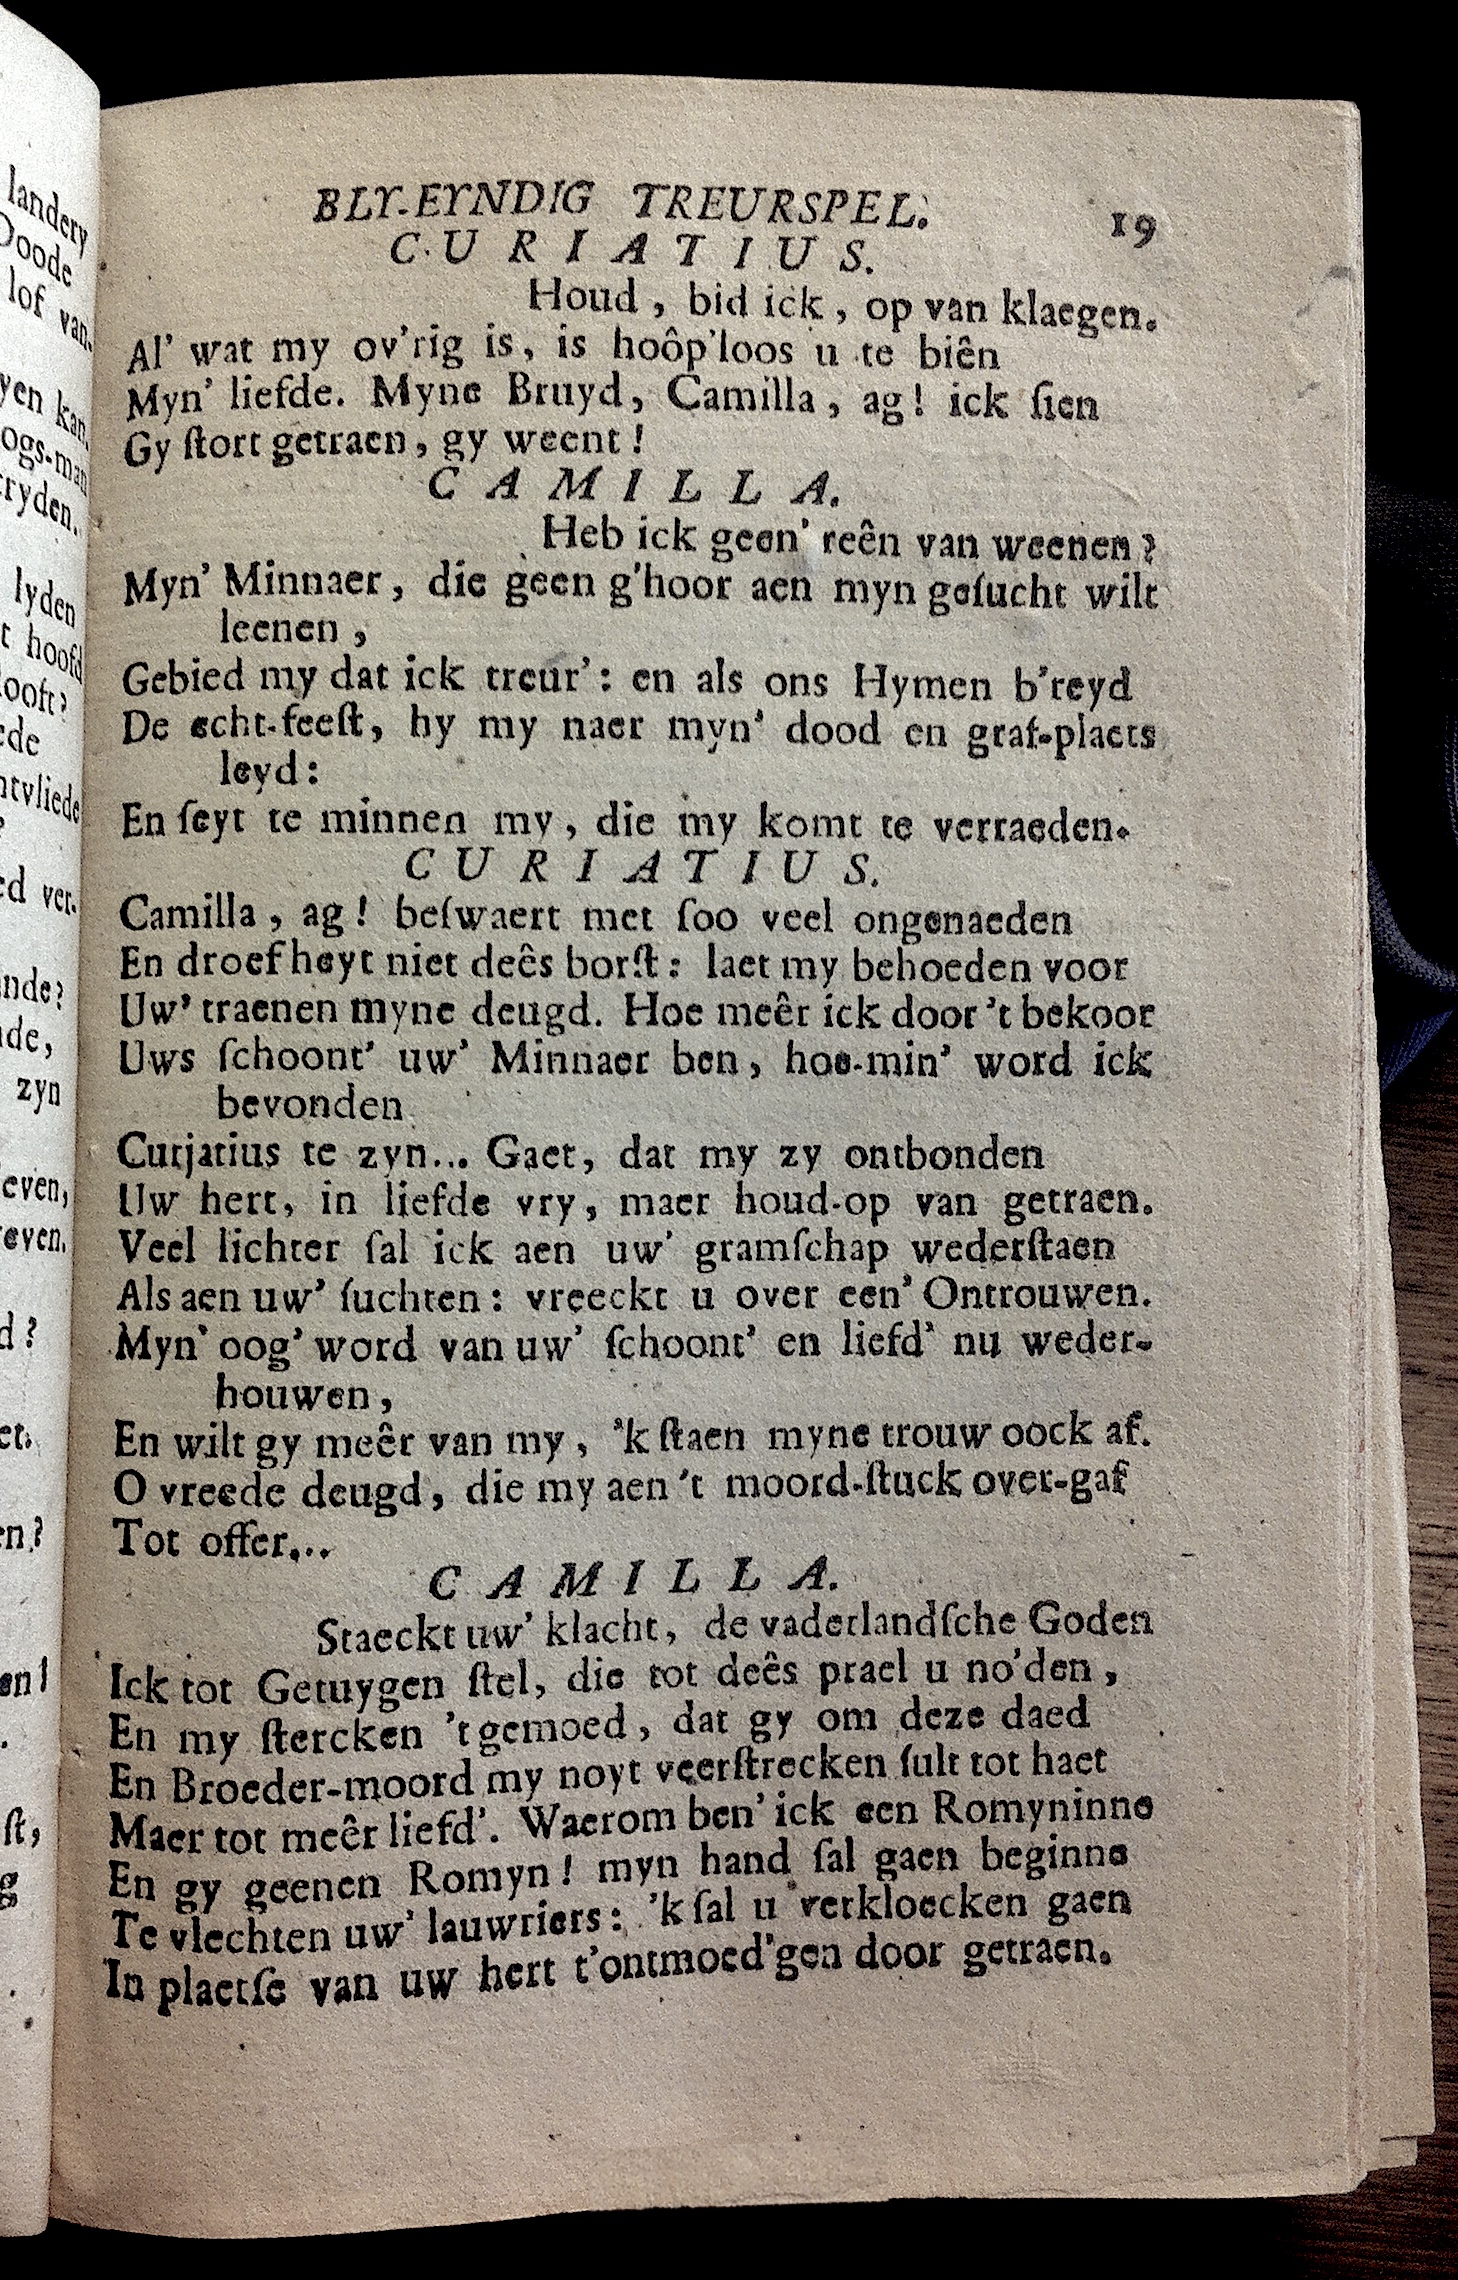 BLY-EYNDIG TREURSPEL. 19
CURIATIUS.
Houd, bid ick, op van klaegen.
Al' wat my ov'rig is, is hoôp'loos u te biên
Myn' liefde. Myne Bruyd, Camilla, ag! ick ſien
Gy ſtort getraen, gy weent!
CAMILLA.
Heb ick geen' reên van weenen?
Myn' Minnaer, die geen g'hoor aen myn geſucht wilt
leenen,
Gebied my dat ick treur': en als ons Hymen b'reyd
De echt-feeſt, hy my naer myn' dood en graf-plaets
leyd:
En ſeyt te minnen my, die my komt te verraeden.
CURIATIUS.
Camilla, ag! beſwaert met ſoo veel ongenaeden
En droefheyt niet deês borſt: laet my behoeden voor
Uw' traenen myne deugd. Hoe meêr ick door 't bekoor
Uws ſchoont' uw' Minnaer ben, hoe-min' word ick
bevonden
Curjatius te zyn... Gaet, dat my zy ontbonden
Uw hert, in liefde vry, maer houd-op van getraen.
Veel lichter ſal ick aen uw' gramſchap wederſtaen
Als aen uw' ſuchten: vreeckt u over een' Ontrouwen.
Myn' oog' word van uw' ſchoont' en liefd' nu weder-
houwen,
En wilt gy meêr van my, 'k ſtaen myne trouw oock af.
O vreede deugd, die my aen 't moord-ſtuck over-gaf
Tot offer...
CAMILLA.
Staeckt uw' klacht, de vaderlandſche Goden
Ick tot Getuygen ſtel, die tot deês prael u no'den,
En my ſtercken 't gemoed, dat gy om deze daed
En Broeder-moord my noyt veerſtrecken ſult tot haet
Maer tot meêr liefd'. Waerom ben' ick een Romyninne
En gy geenen Romyn! myn hand ſal gaen beginne
Te vlechten uw' lauwriers: 'k ſal u verkloecken gaen
In plaetſe van uw hert t'ontmoed'gen door getraen.